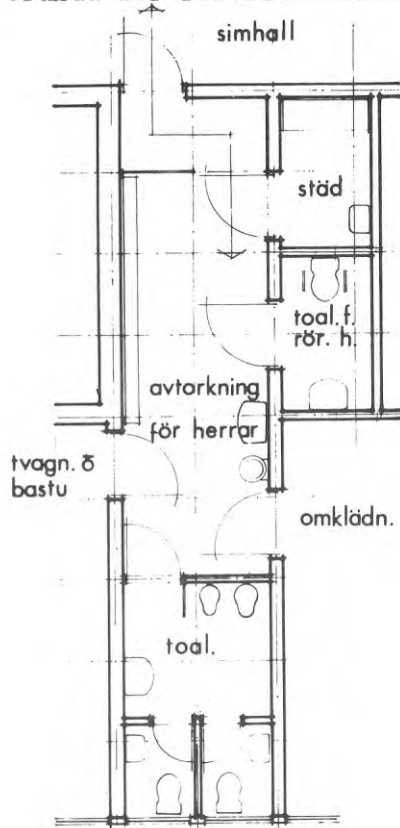 simhall
städ
toal. f.
rör. h.
avtorkning
för herrar
tvagn. &
bastu
omklädn.
toal.